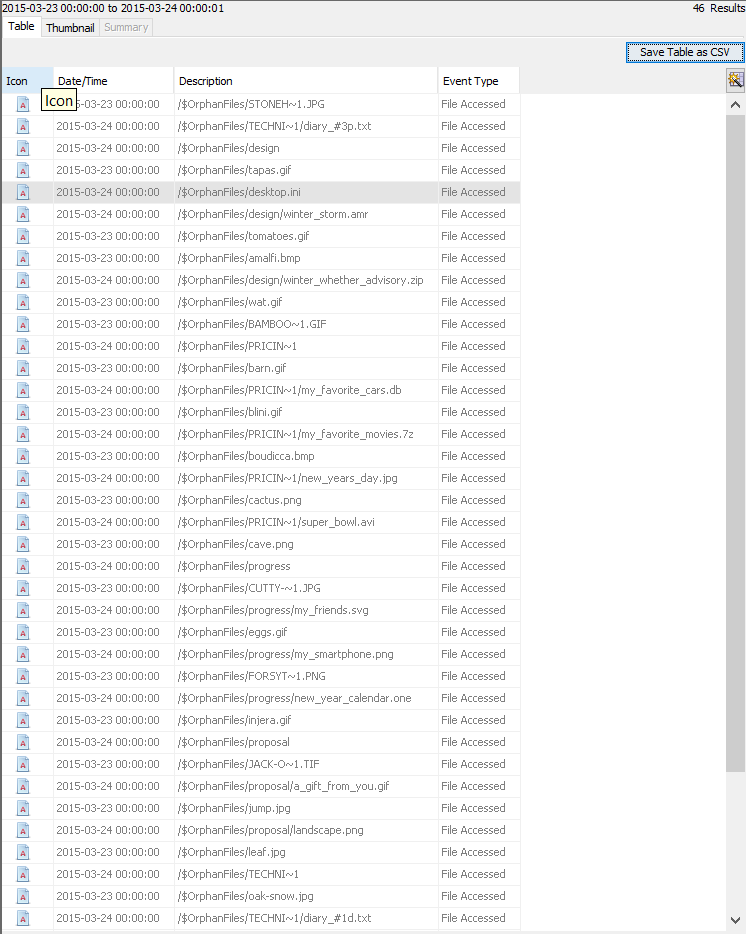 2015-03-23 00:00:00 to 2015-03-24 00:00:01 46 Results
Table Thumbnail Summary
Save Table as CSV
Icon Date/Time Description Event Type
Icon
5-03-23 00:00:00 /$OrphanFiles/STONEH~1.JPG File Accessed
2015-03-24 00:00:00 /$OrphanFiles/TECHNI~1/diary_#3p.txt File Accessed
2015-03-24 00:00:00 /$OrphanFiles/design File Accessed
2015-03-23 00:00:00 /$OrphanFiles/tapas.gif File Accessed
2015-03-24 00:00:00 /$OrphanFiles/desktop.ini File Accessed
2015-03-24 00:00:00 /$OrphanFiles/design/winter_storm.amr File Accessed
2015-03-23 00:00:00 /$OrphanFiles/tomatoes.gif File Accessed
2015-03-23 00:00:00 /$OrphanFiles/amalfi.bmp File Accessed
2015-03-24 00:00:00 /$OrphanFiles/design/winter_whether_advisory.zip File Accessed
2015-03-23 00:00:00 /$OrphanFiles/wat.gif File Accessed
2015-03-23 00:00:00 /$OrphanFiles/BAMBOO~1.GIF File Accessed
2015-03-24 00:00:00 /$OrphanFiles/PRICIN~1 File Accessed
2015-03-23 00:00:00 /$OrphanFiles/barn.gif File Accessed
2015-03-24 00:00:00 /$OrphanFiles/PRICIN~1/my_favorite_cars.db File Accessed
2015-03-23 00:00:00 /$OrphanFiles/blini.gif File Accessed
2015-03-24 00:00:00 /$OrphanFiles/PRICIN~1/my_favorite_movies.7z File Accessed
2015-03-23 00:00:00 /$OrphanFiles/boudicca.bmp File Accessed
2015-03-24 00:00:00 /$OrphanFiles/PRICIN~1/new_years_day.jpg File Accessed
2015-03-23 00:00:00 /$OrphanFiles/cactus.png File Accessed
2015-03-24 00:00:00 /$OrphanFiles/PRICIN~1/super_bowl.avi File Accessed
2015-03-23 00:00:00 /$OrphanFiles/cave.png File Accessed
2015-03-24 00:00:00 /$OrphanFiles/progress File Accessed
2015-03-23 00:00:00 /$OrphanFiles/CUTTY-~1.JPG File Accessed
2015-03-24 00:00:00 /$OrphanFiles/progress/my_friends.svg File Accessed
2015-03-23 00:00:00 /$OrphanFiles/eggs.gif File Accessed
2015-03-24 00:00:00 /$OrphanFiles/progress/my_smartphone.png File Accessed
2015-03-23 00:00:00 /$OrphanFiles/FORSYT~1.PNG File Accessed
2015-03-24 00:00:00 /$OrphanFiles/progress/new_year_calendar.one File Accessed
2015-03-23 00:00:00 /$OrphanFiles/injera.gif File Accessed
2015-03-24 00:00:00 /$OrphanFiles/proposal File Accessed
2015-03-23 00:00:00 /$OrphanFiles/JACK-O~1.TIF File Accessed
2015-03-24 00:00:00 /$OrphanFiles/proposal/a_gift_from_you.gif File Accessed
2015-03-23 00:00:00 /$OrphanFiles/jump.jpg File Accessed
2015-03-24 00:00:00 /$OrphanFiles/proposal/landscape.png File Accessed
2015-03-23 00:00:00 /$OrphanFiles/leaf.jpg File Accessed
2015-03-24 00:00:00 /$OrphanFiles/TECHNI~1 File Accessed
2015-03-23 00:00:00 /$OrphanFiles/oak-snow.jpg File Accessed
2015-03-24 00:00:00 /$OrphanFiles/TECHNI~1/diary_#1d.txt File Accessed